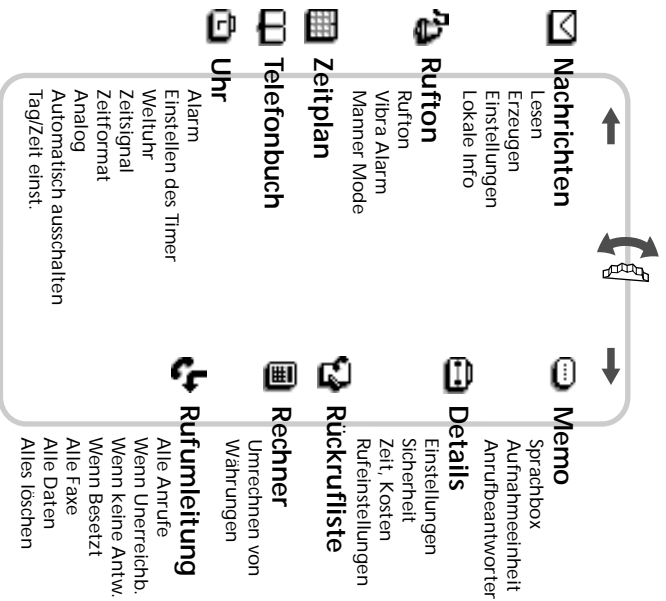 Nachrichten
Lesen
Erzeugen
Einstellungen
Lokale Info
Rufton
Rufton
Vibra Alarm
Manner Mode
Zeitplan
Telefonbuch
Uhr
Alarm
Einstellen des Timer
Weltuhr
Zeitsignal
Zeitformat
Analog
Automatisch ausschalten
Tag/Zeit einst.
Memo
Sprachbox
Aufnahmeeinheit
Anrufbeantworter
Details
Einstellungen
Sicherheit
Zeit, Kosten
Rufeinstellungen
Rückrufliste
Rechner
Umrechnen von
Währungen
Rufumleitung
Alle Anrufe
Wenn Unerreichb.
Wenn keine Antw.
Wenn Besetzt
Alle Faxe
Alle Daten
Alles löschen